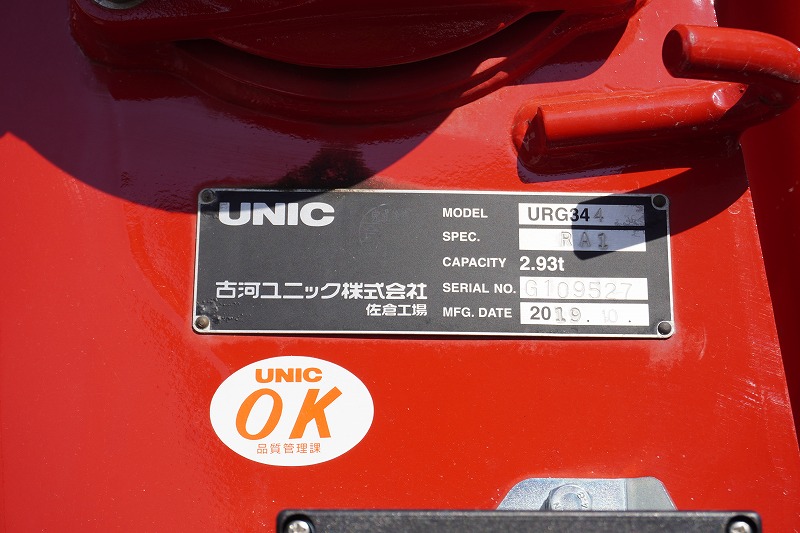 UNIC
MODEL URG344
SPEC. RA1
CAPACITY 2.93t
SERIAL NO. G109527
MFG. DATE 2019.10.
古河ユニック株式会社
佐倉工場
UNIC
OK
品質管理課